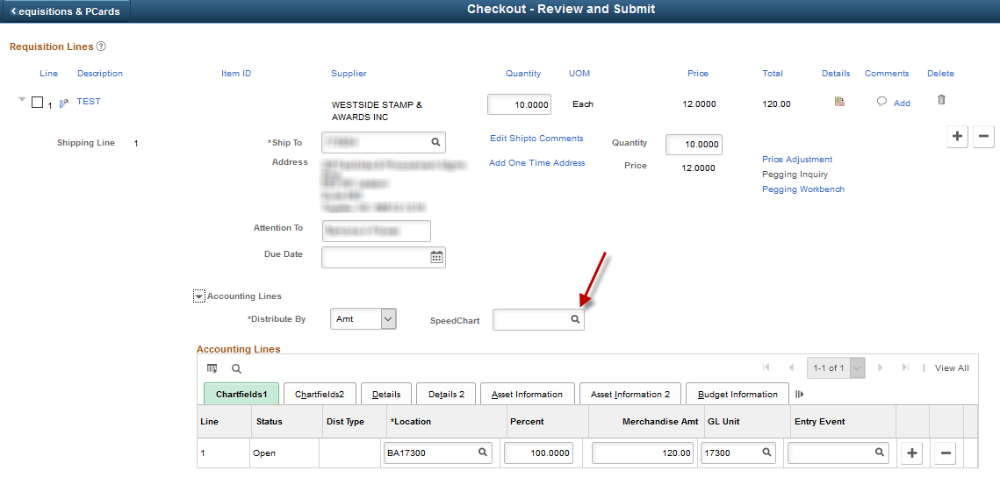 equisitions & PCards
Checkout - Review and Submit
Requisition Lines
Line Description Item ID Supplier Quantity UOM Price Total Details Comments Delete
1 TEST WESTSIDE STAMP & AWARDS INC 10.0000 Each 12.0000 120.00 Add
Shipping Line 1 *Ship To Edit Shipto Comments Quantity 10.0000
Address Add One Time Address Price 12.0000
Price Adjustment
Pegging Inquiry
Pegging Workbench
Attention To
Due Date
Accounting Lines
*Distribute By Amt SpeedChart
Accounting Lines
1-1 of 1 | View All
Chartfields1 Chartfields2 Details Details 2 Asset Information Asset Information 2 Budget Information
Line Status Dist Type *Location Percent Merchandise Amt GL Unit Entry Event
1 Open BA17300 100.0000 120.00 17300